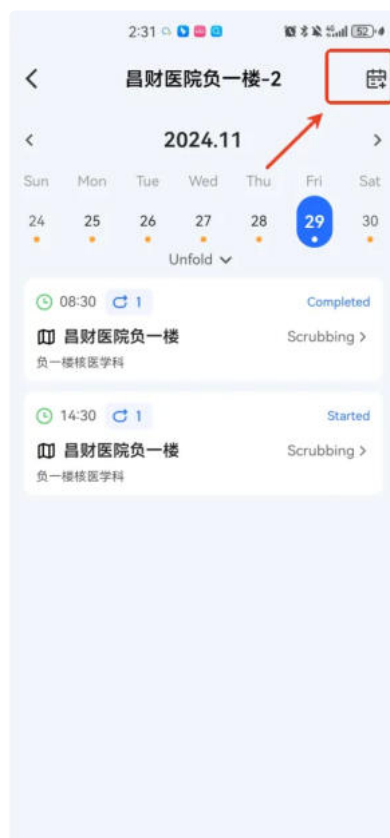 2:31 52
昌财医院负一楼-2
2024.11
Sun Mon Tue Wed Thu Fri Sat
24 25 26 27 28 29 30
Unfold
08:30 1 Completed
昌财医院负一楼 Scrubbing >
负一楼核医学科
14:30 1 Started
昌财医院负一楼 Scrubbing >
负一楼核医学科